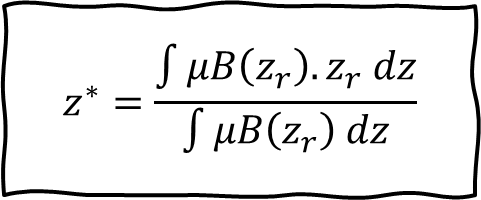 z* = ∫ μB(z_r). z_r dz / ∫ μB(z_r) dz